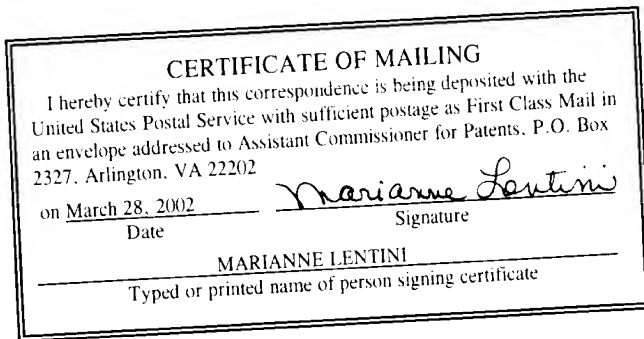 CERTIFICATE OF MAILING
I hereby certify that this correspondence is being deposited with the
United States Postal Service with sufficient postage as First Class Mail in
an envelope addressed to Assistant Commissioner for Patents, P.O. Box
2327, Arlington, VA 22202
on March 28, 2002 Marianne Lentini
Date Signature
MARIANNE LENTINI
Typed or printed name of person signing certificate